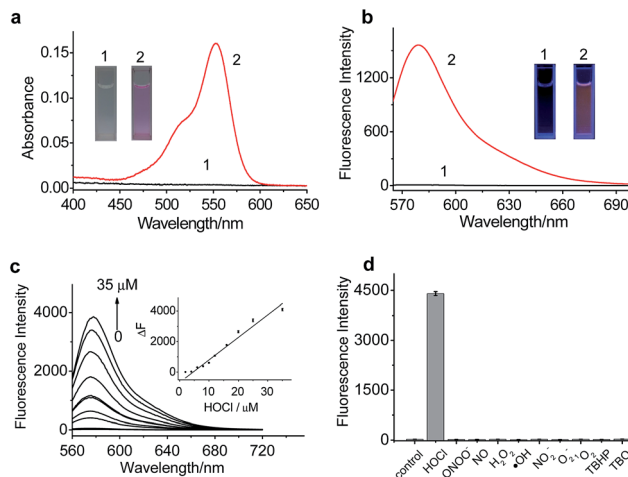 a
1 2
2
1
0.15
0.10
0.05
0.00
Absorbance
400 450 500 550 600 650
Wavelength/nm
b
2
1 2
1
1200
600
0
Fluorescence Intensity
570 600 630 660 690
Wavelength/nm
c
35 μM
0
4000
2000
0
Fluorescence Intensity
560 600 640 680 720
Wavelength/nm
4000
2000
0
ΔF
0 10 20 30
HOCl / μM
d
4500
3000
1500
0
Fluorescence Intensity
control
HOCl
ONOO⁻
NO
H₂O₂
•OH
NO₂⁻
O₂⁻
¹O₂
TBHP
TBO